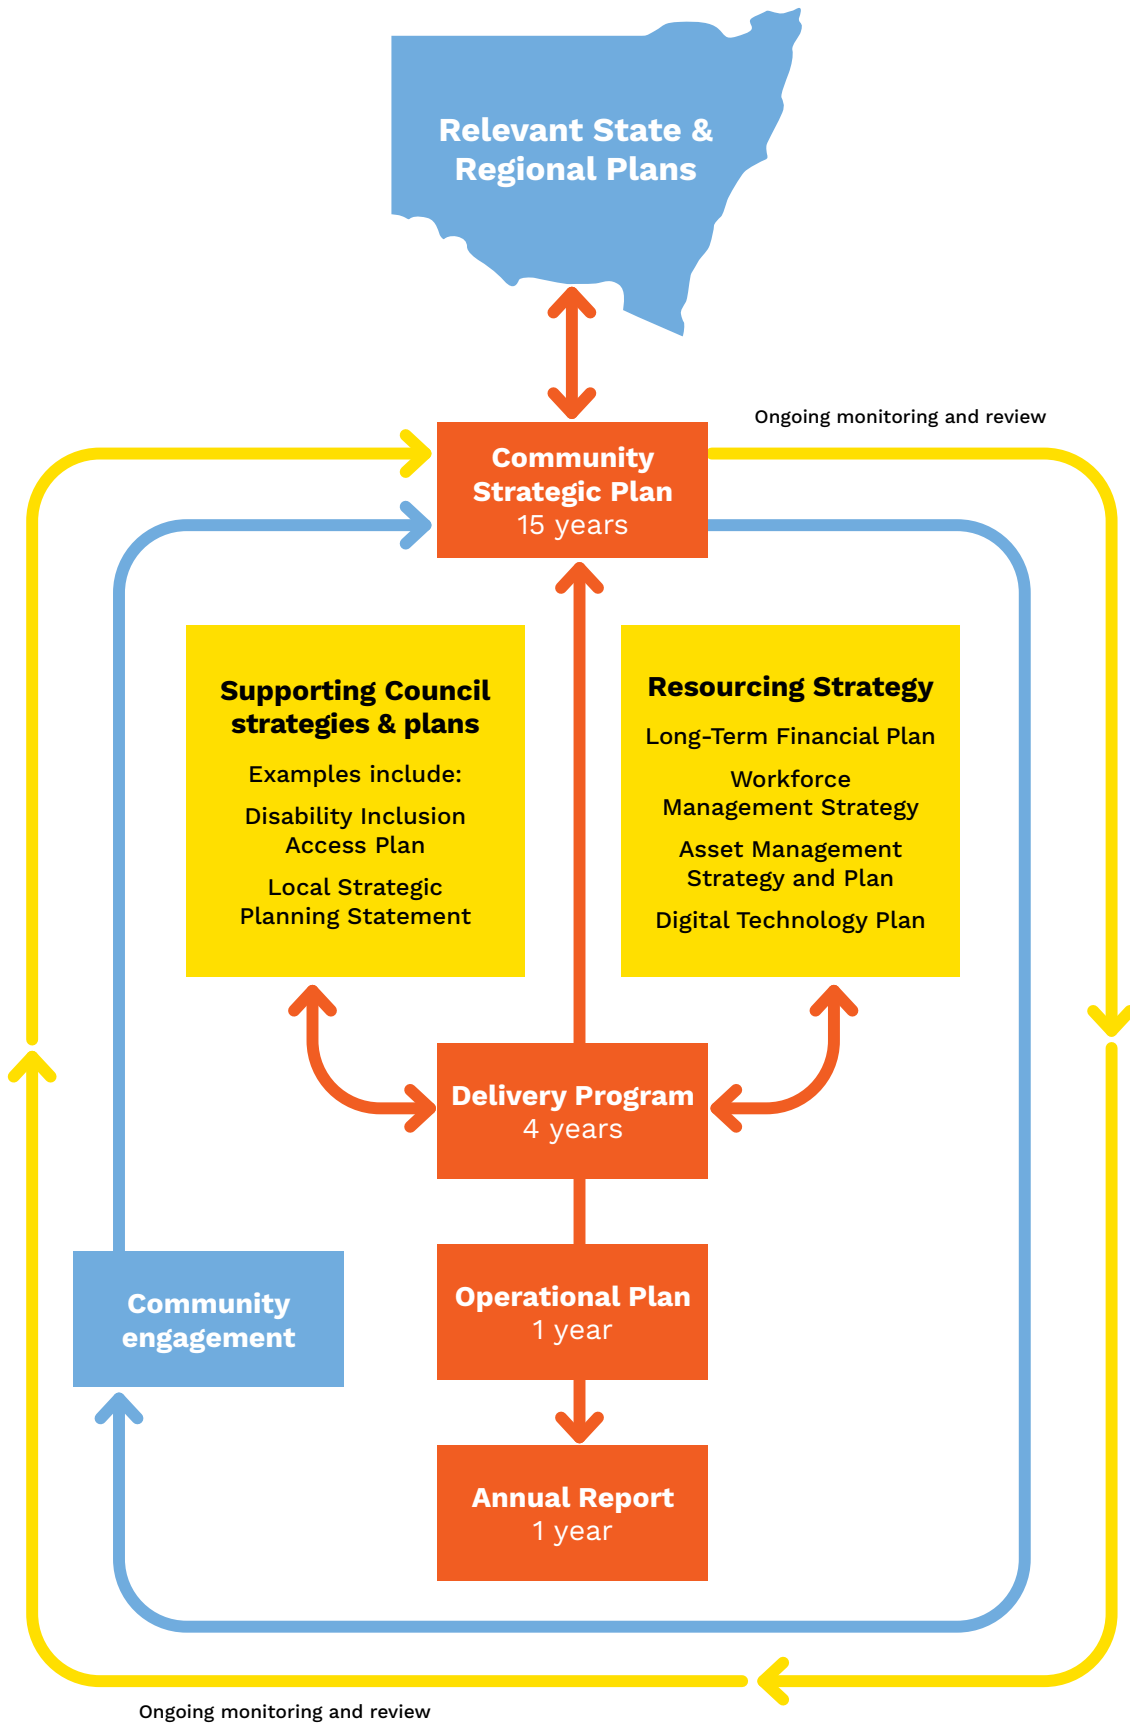 Relevant State &
Regional Plans
Ongoing monitoring and review
Community
Strategic Plan
15 years
Supporting Council
strategies & plans
Examples include:
Disability Inclusion
Access Plan
Local Strategic
Planning Statement
Resourcing Strategy
Long-Term Financial Plan
Workforce
Management Strategy
Asset Management
Strategy and Plan
Digital Technology Plan
Delivery Program
4 years
Community
engagement
Operational Plan
1 year
Annual Report
1 year
Ongoing monitoring and review